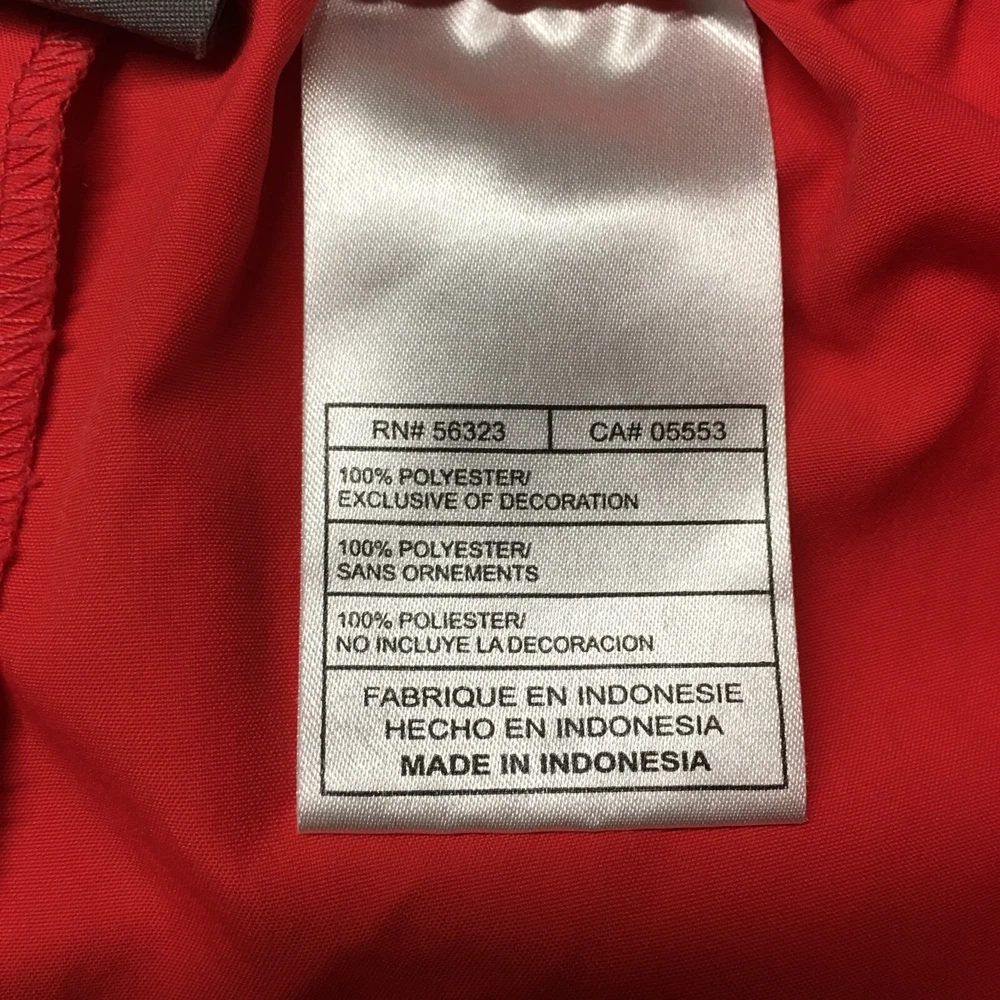 RN# 56323 CA# 05553
100% POLYESTER/
EXCLUSIVE OF DECORATION
100% POLYESTER/
SANS ORNEMENTS
100% POLIESTER/
NO INCLUYE LA DECORACION
FABRIQUE EN INDONESIE
HECHO EN INDONESIA
MADE IN INDONESIA